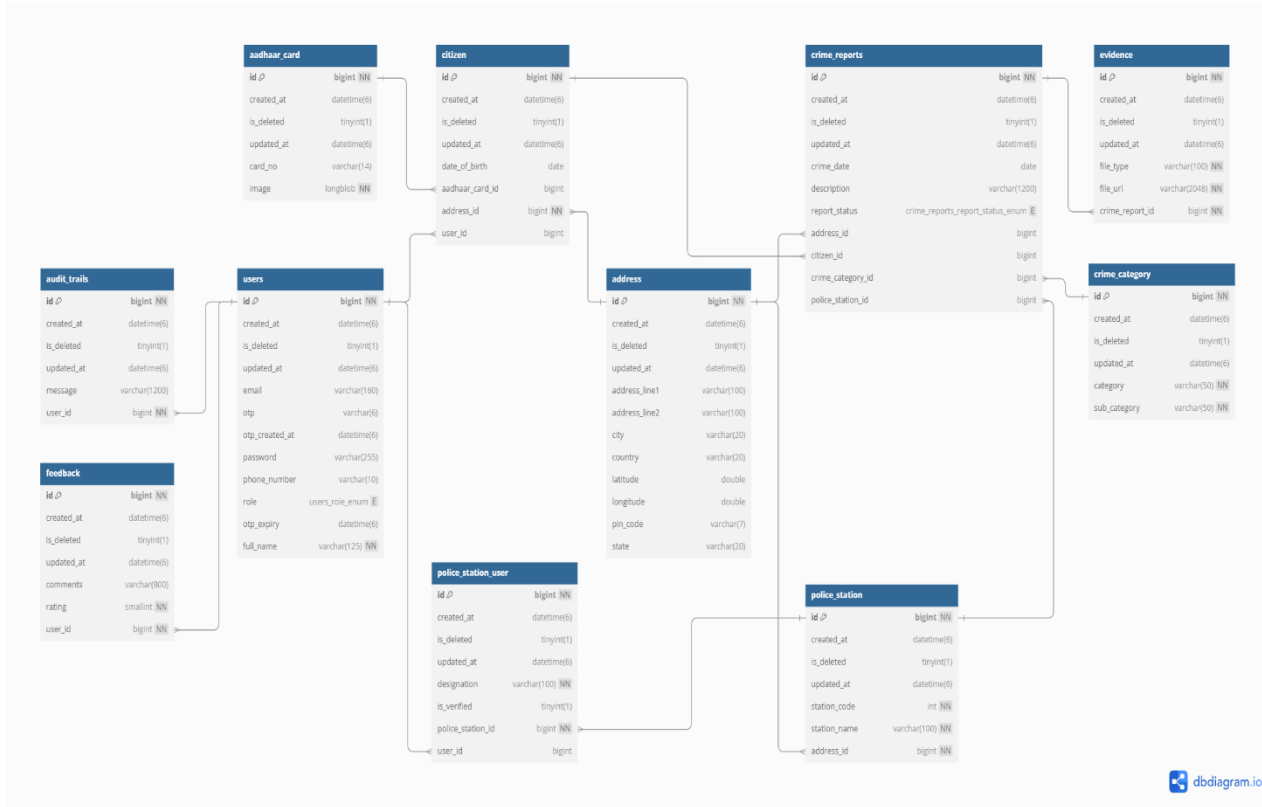 aadhaar_card
id bigint NN
created_at datetime(6)
is_deleted tinyint(1)
updated_at datetime(6)
card_no varchar(14)
image longblob NN
citizen
id bigint NN
created_at datetime(6)
is_deleted tinyint(1)
updated_at datetime(6)
date_of_birth date
aadhaar_card_id bigint
address_id bigint NN
user_id bigint
crime_reports
id bigint NN
created_at datetime(6)
is_deleted tinyint(1)
updated_at datetime(6)
crime_date date
description varchar(1200)
report_status crime_reports_report_status_enum E
address_id bigint
citizen_id bigint
crime_category_id bigint
police_station_id bigint
evidence
id bigint NN
created_at datetime(6)
is_deleted tinyint(1)
updated_at datetime(6)
file_type varchar(100) NN
file_url varchar(2048) NN
crime_report_id bigint NN
audit_trails
id bigint NN
created_at datetime(6)
is_deleted tinyint(1)
updated_at datetime(6)
message varchar(1200)
user_id bigint NN
users
id bigint NN
created_at datetime(6)
is_deleted tinyint(1)
updated_at datetime(6)
email varchar(160)
otp varchar(6)
otp_created_at datetime(6)
password varchar(255)
phone_number varchar(10)
role users_role_enum E
otp_expiry datetime(6)
full_name varchar(125) NN
address
id bigint NN
created_at datetime(6)
is_deleted tinyint(1)
updated_at datetime(6)
address_line1 varchar(100)
address_line2 varchar(100)
city varchar(20)
country varchar(20)
latitude double
longitude double
pin_code varchar(7)
state varchar(20)
crime_category
id bigint NN
created_at datetime(6)
is_deleted tinyint(1)
updated_at datetime(6)
category varchar(50) NN
sub_category varchar(50) NN
feedback
id bigint NN
created_at datetime(6)
is_deleted tinyint(1)
updated_at datetime(6)
comments varchar(800)
rating smallint NN
user_id bigint NN
police_station_user
id bigint NN
created_at datetime(6)
is_deleted tinyint(1)
updated_at datetime(6)
designation varchar(100) NN
is_verified tinyint(1)
police_station_id bigint NN
user_id bigint
police_station
id bigint NN
created_at datetime(6)
is_deleted tinyint(1)
updated_at datetime(6)
station_code int NN
station_name varchar(100) NN
address_id bigint NN
dbdiagram.io